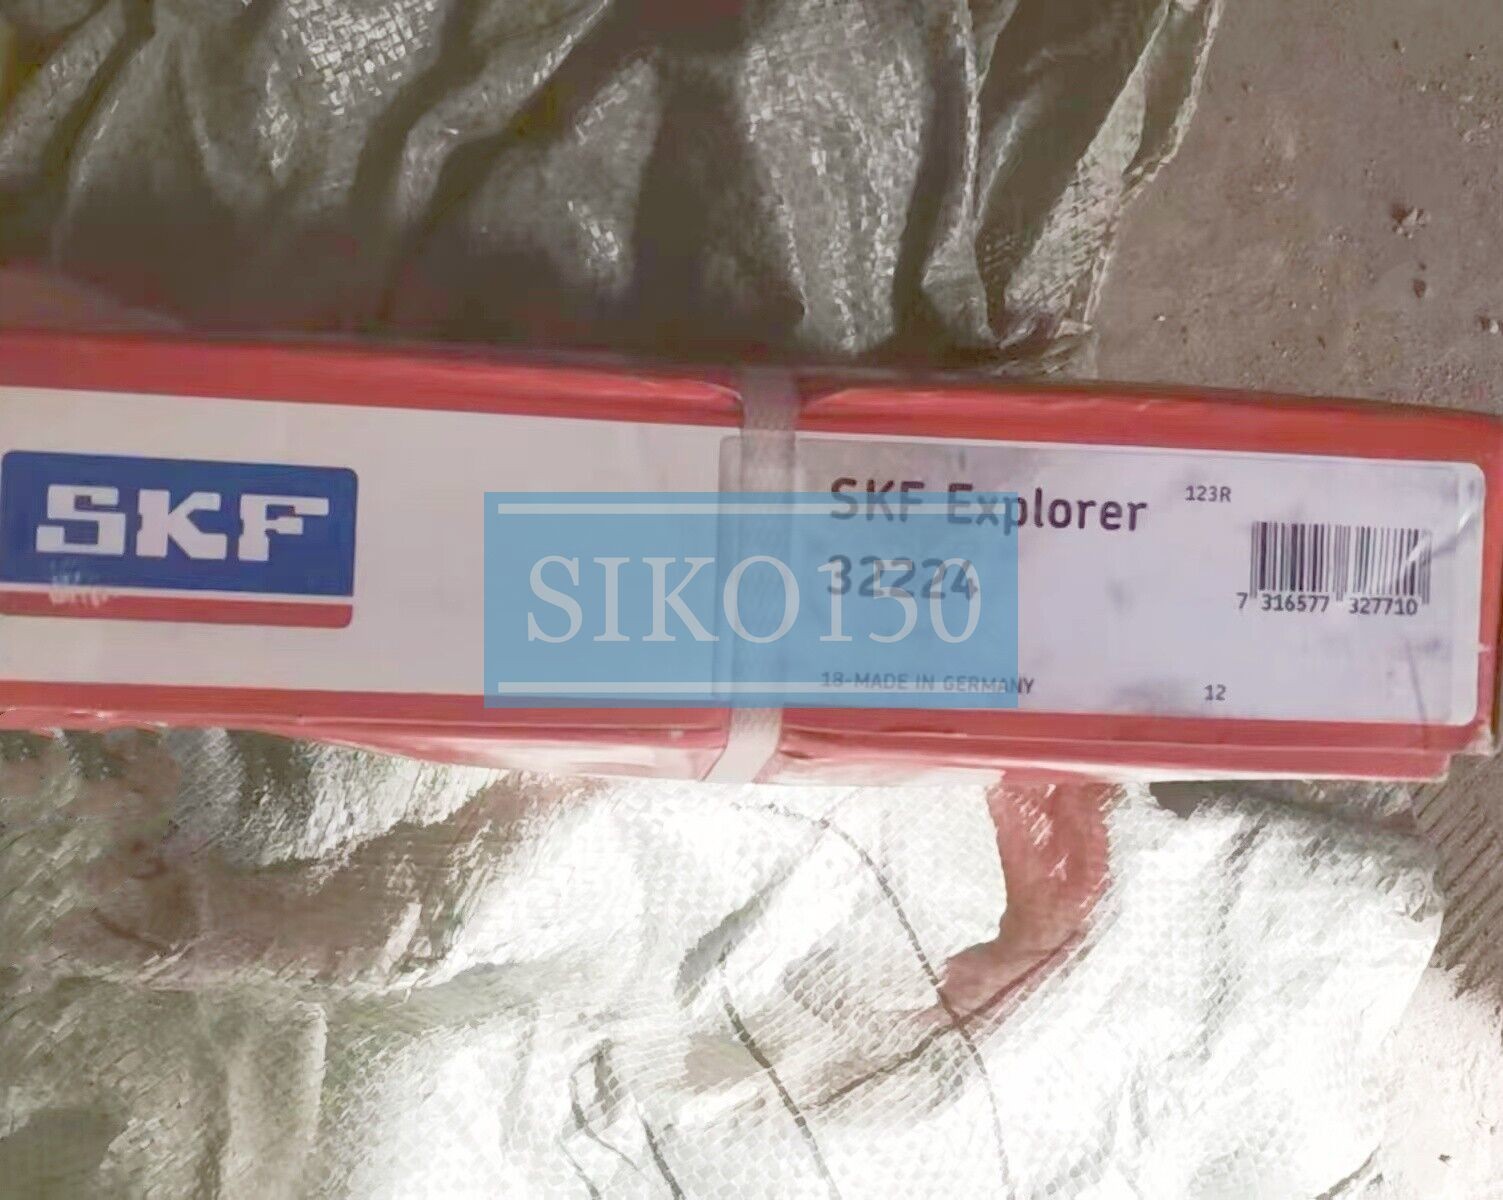 SKF
SKF Explorer
123R
32224
7 316577 327710
18-MADE IN GERMANY
12
SIKO150